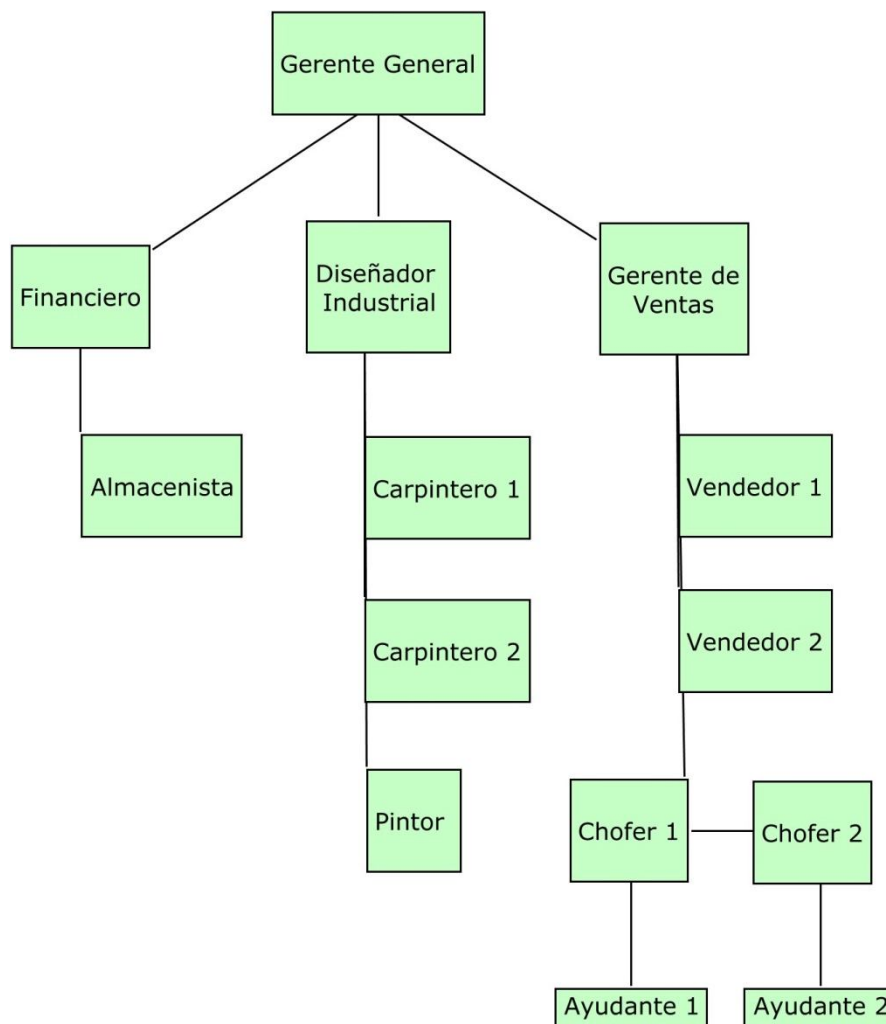 Gerente General
Financiero
Diseñador
Industrial
Gerente de
Ventas
Almacenista
Carpintero 1
Vendedor 1
Carpintero 2
Vendedor 2
Pintor
Chofer 1
Chofer 2
Ayudante 1
Ayudante 2